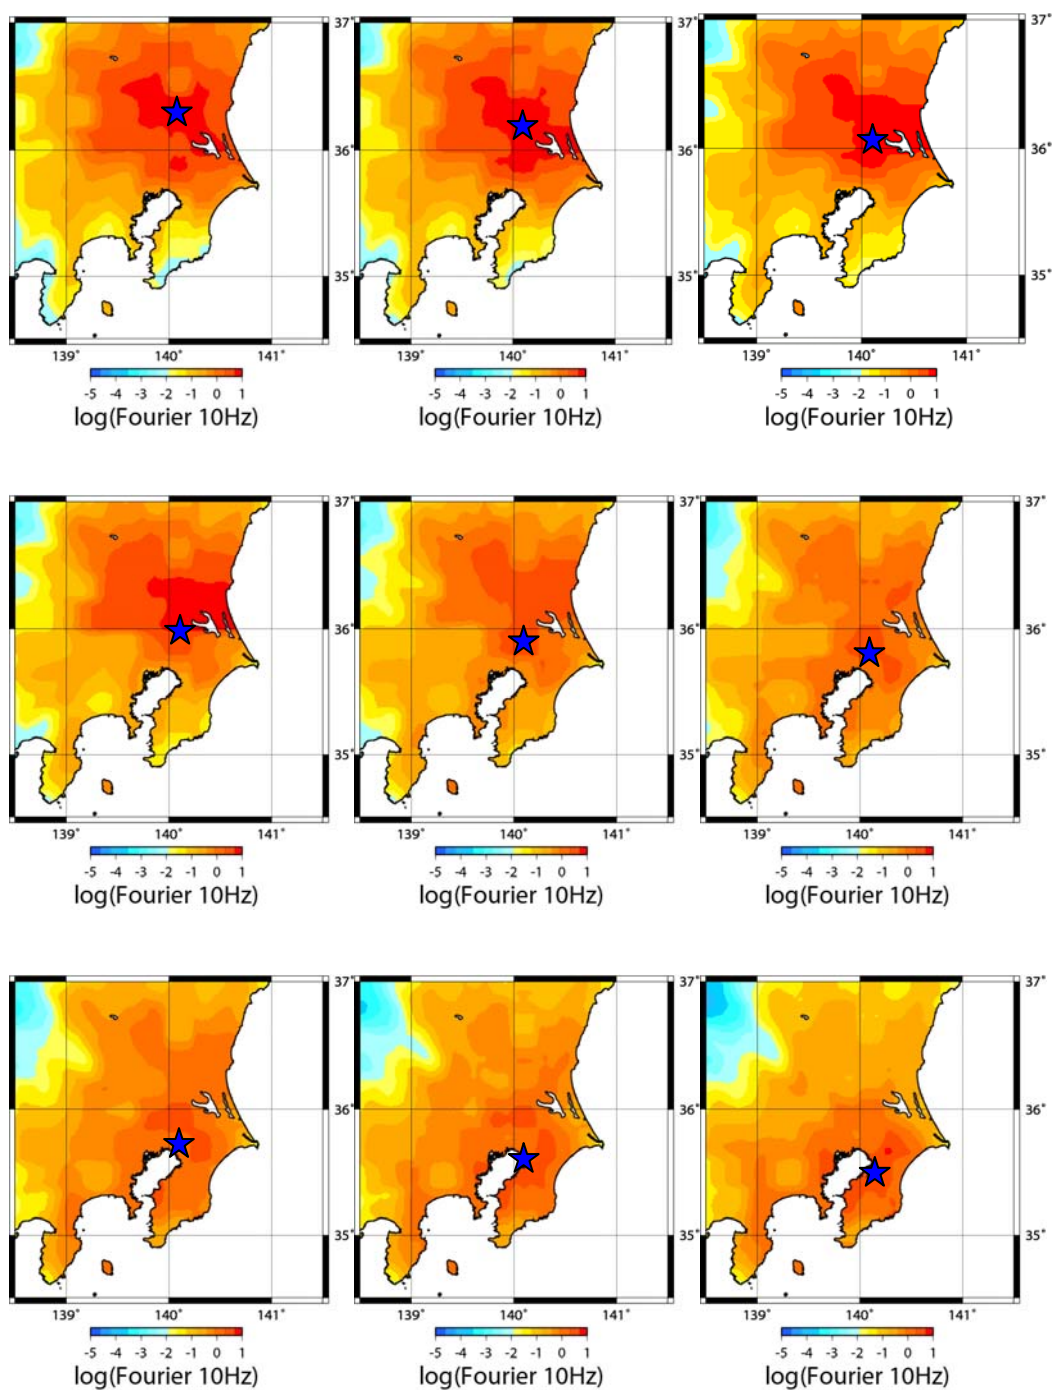 37˚ 37˚ 37˚
36˚ 36˚ 36˚
35˚ 35˚ 35˚
139˚ 140˚ 141˚ 139˚ 140˚ 141˚ 139˚ 140˚ 141˚
-5 -4 -3 -2 -1 0 1 -5 -4 -3 -2 -1 0 1 -5 -4 -3 -2 -1 0 1
log(Fourier 10Hz) log(Fourier 10Hz) log(Fourier 10Hz)
37˚ 37˚
36˚ 36˚
35˚ 35˚
139˚ 140˚ 141˚ 139˚ 140˚ 141˚ 139˚ 140˚ 141˚
-5 -4 -3 -2 -1 0 1 -5 -4 -3 -2 -1 0 1 -5 -4 -3 -2 -1 0 1
log(Fourier 10Hz) log(Fourier 10Hz) log(Fourier 10Hz)
37˚ 37˚
36˚ 36˚
35˚ 35˚
139˚ 140˚ 141˚ 139˚ 140˚ 141˚ 139˚ 140˚ 141˚
-5 -4 -3 -2 -1 0 1 -5 -4 -3 -2 -1 0 1 -5 -4 -3 -2 -1 0 1
log(Fourier 10Hz) log(Fourier 10Hz) log(Fourier 10Hz)